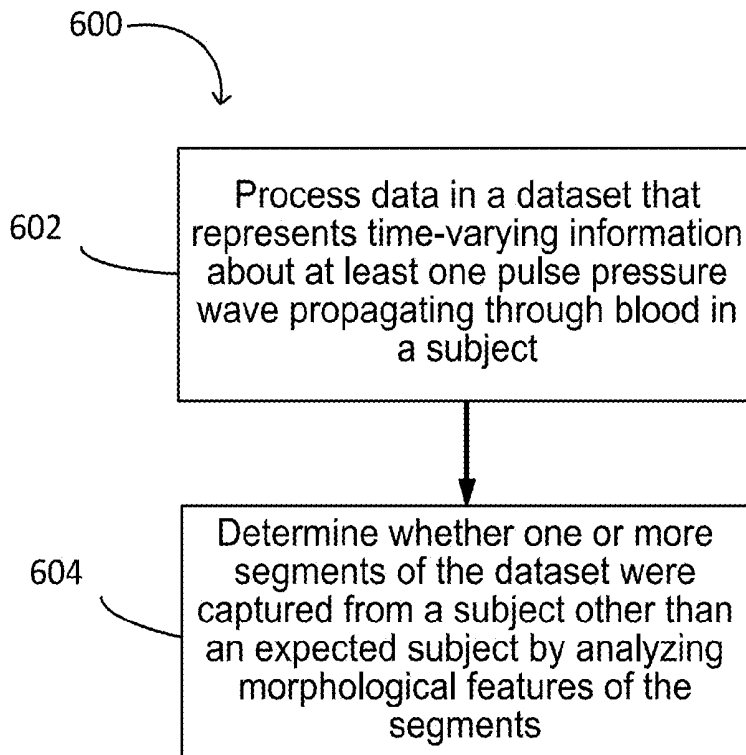 600
602
Process data in a dataset that
represents time-varying information
about at least one pulse pressure
wave propagating through blood in
a subject
604
Determine whether one or more
segments of the dataset were
captured from a subject other than
an expected subject by analyzing
morphological features of the
segments